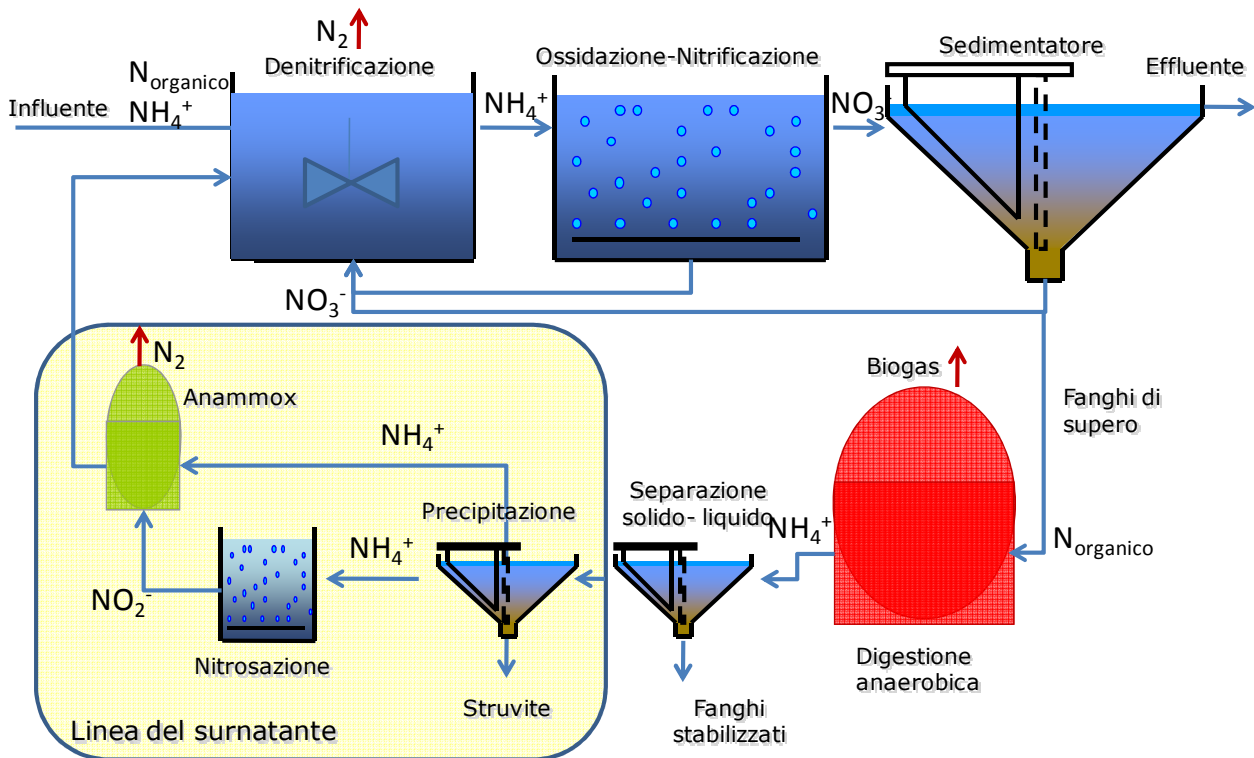 N2
Denitrificazione
Norganico
Influente
NH4+
NH4+
Ossidazione-Nitrificazione
NO3-
Sedimentatore
Effluente
NO3-
N2
Anammox
NH4+
Biogas
Fanghi di
supero
Precipitazione
Separazione
solido- liquido
NH4+
NH4+
Norganico
NO2-
Nitrosazione
Digestione
anaerobica
Struvite
Fanghi
stabilizzati
Linea del surnatante